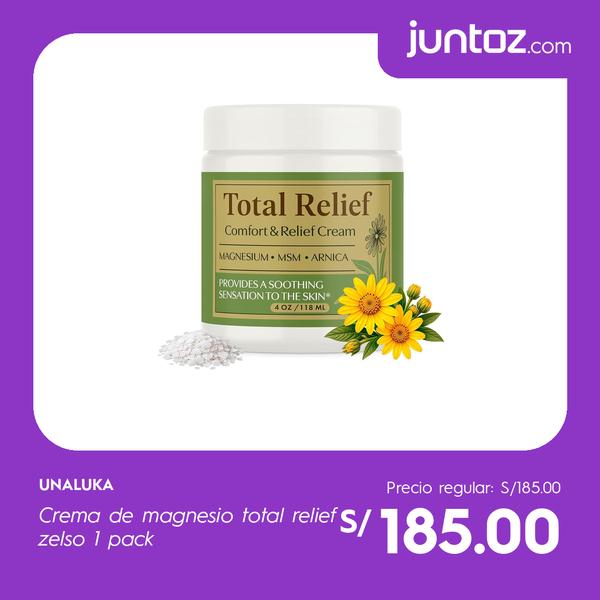 juntoz.com
Total Relief
Comfort & Relief Cream
MAGNESIUM • MSM • ARNICA
PROVIDES A SOOTHING
SENSATION TO THE SKIN*
4 OZ / 118 ML
UNALUKA
Precio regular: S/185.00
Crema de magnesio total relief
zelso 1 pack
S/ 185.00